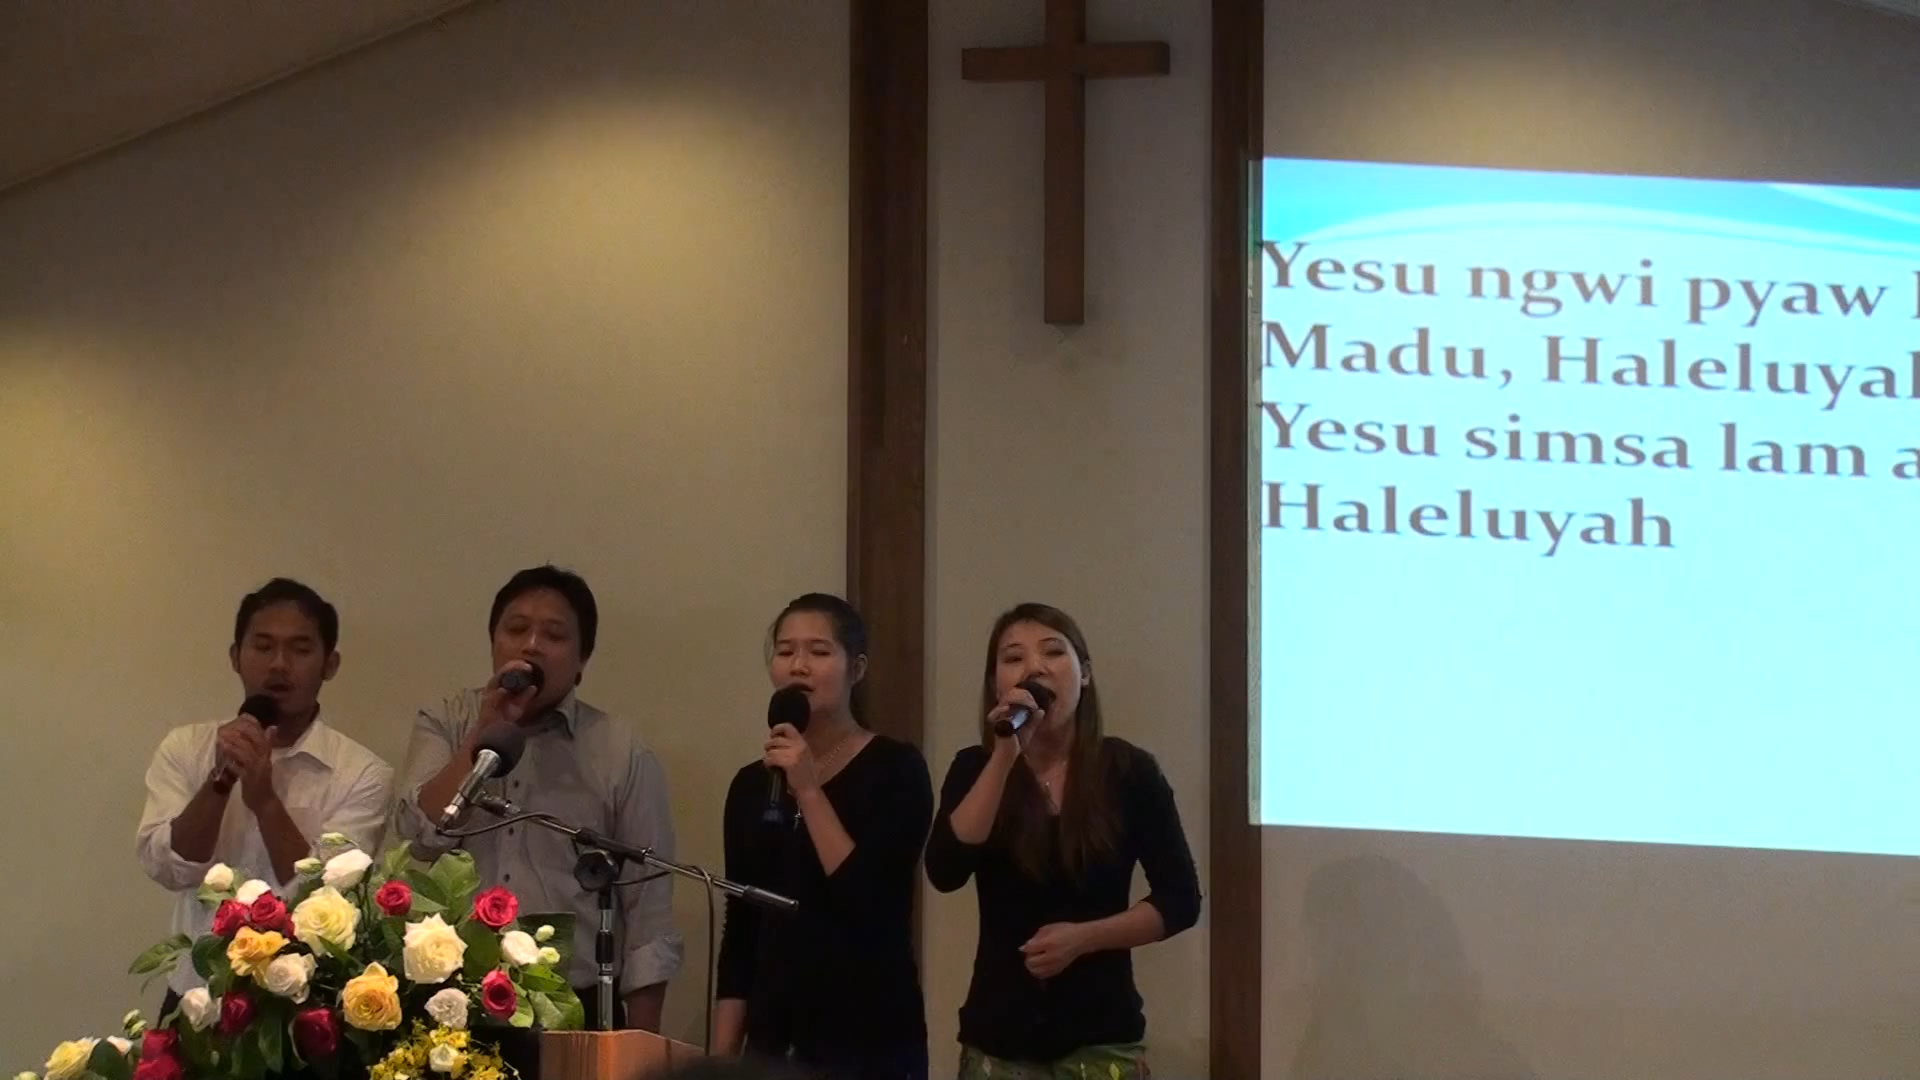 Yesu ngwi pyaw
Madu, Haleluyah
Yesu simsa lam a
Haleluyah